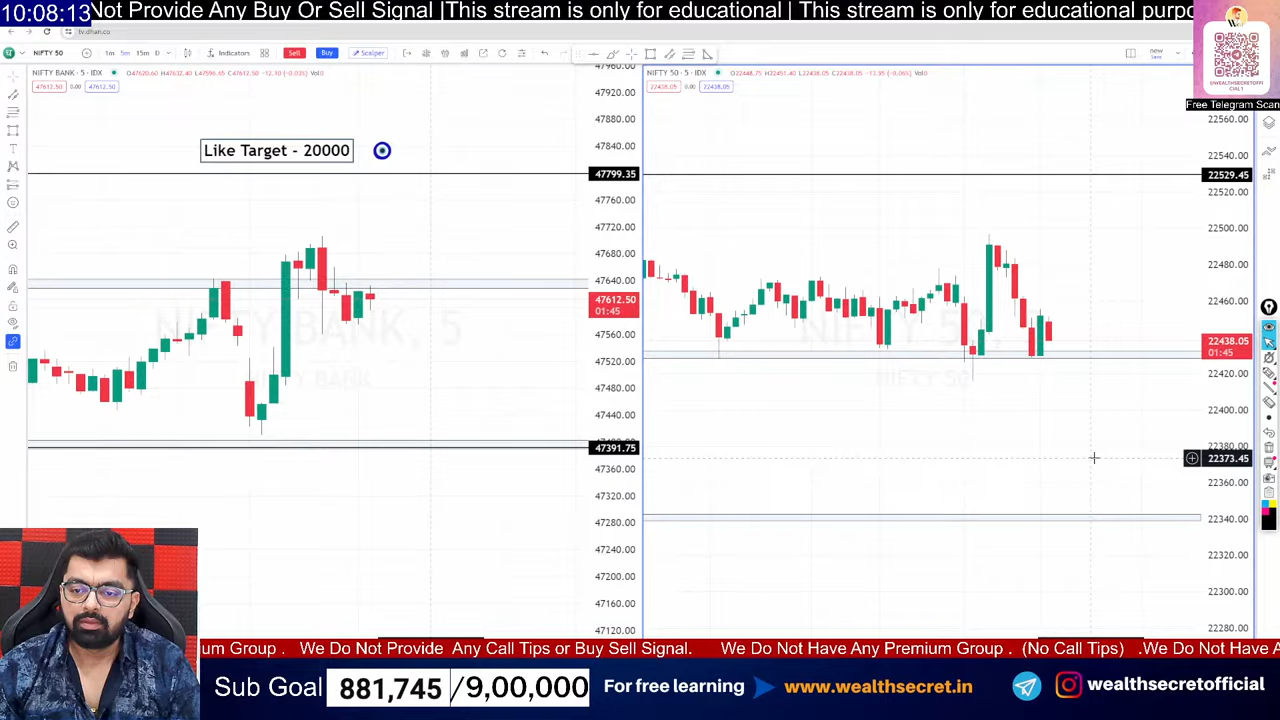 10:08:13
Not Provide Any Buy Or Sell Signal |This stream is only for educational | This stream is only for educational purpo
tv.dhan.co
NIFTY 50
1m 5m 15m D
Indicators
Sell
Buy
Scalper
new
Save
NIFTY BANK · 5 · IDX
O47620.60 H47632.40 L47596.65 C47612.50 -12.10 (-0.03%) Vol0
47612.50 0.00 47612.50
Like Target - 20000
47960.00
47920.00
47880.00
47840.00
47799.35
47760.00
47720.00
47680.00
47640.00
47612.50
01:45
47560.00
47520.00
47480.00
47440.00
47400.00
47391.75
47360.00
47320.00
47280.00
47240.00
47200.00
47160.00
47120.00
NIFTY BANK, 5
NIFTY BANK
NIFTY 50 · 5 · IDX
O22448.75 H22451.40 L22438.05 C22438.05 -13.55 (-0.06%) Vol0
22438.05 0.00 22438.05
22560.00
22540.00
22529.45
22520.00
22500.00
22480.00
22460.00
22438.05
01:45
22420.00
22400.00
22380.00
22373.45
22360.00
22340.00
22320.00
22300.00
22280.00
NIFTY 50, 5
NIFTY 50
@WEALTHSECRETOFFI
CIAL1
Free Telegram Scan
ium Group . We Do Not Provide Any Call Tips or Buy Sell Signal. We Do Not Have Any Premium Group . (No Call Tips) .We Do Not Have A
Sub Goal 881,745 /9,00,000
For free learning www.wealthsecret.in
wealthsecretofficial